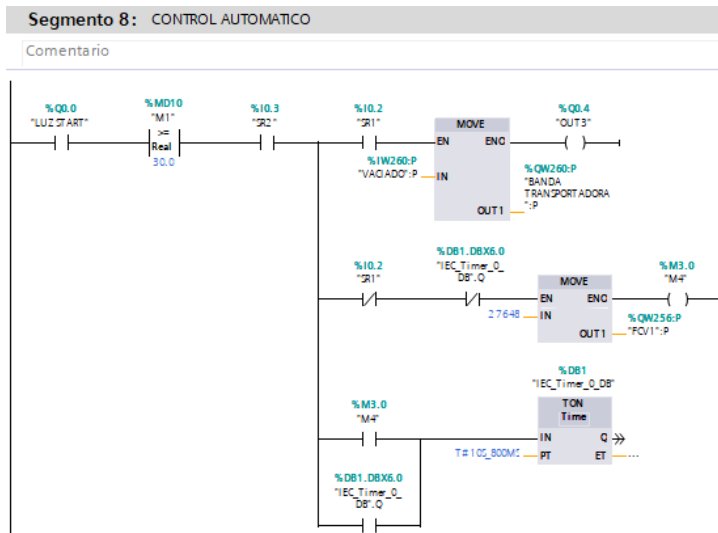 Segmento 8: CONTROL AUTOMATICO
Comentario
%Q0.0
"LUZ START"
%MD10
"M1"
>=
Real
30.0
%I0.3
"SR2"
%I0.2
"SR1"
MOVE
EN ENO
%IW260:P
"VACIADO":P
IN
OUT1
%QW260:P
"BANDA
TRANSPORTADORA
":P
%Q0.4
"OUT3"
%I0.2
"SR1"
%DB1.DBX6.0
"IEC_Timer_0_
DB".Q
MOVE
EN ENO
27648
IN
OUT1
%QW256:P
"FCV1":P
%M3.0
"M4"
%M3.0
"M4"
%DB1
"IEC_Timer_0_DB"
TON
Time
IN Q
T#10S_800MS
PT ET
...
%DB1.DBX6.0
"IEC_Timer_0_
DB".Q